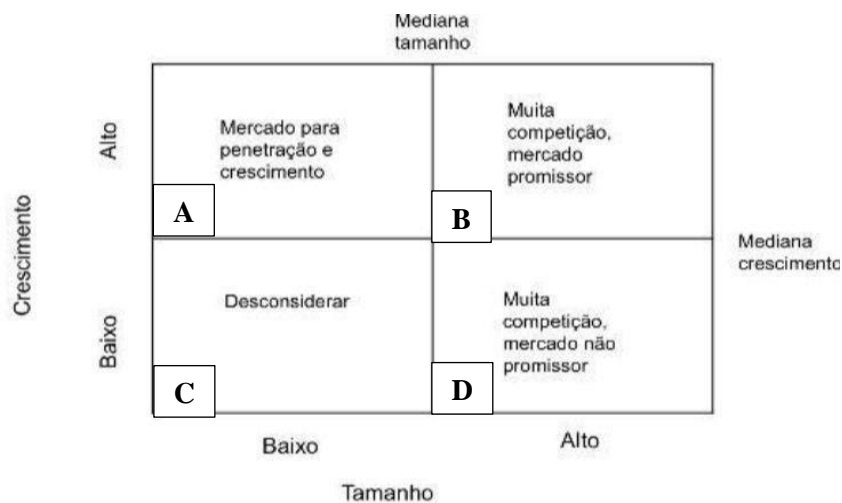 Mediana
tamanho
Alto
Mercado para
penetração e
crescimento
A
Muita
competição,
mercado
promissor
B
Crescimento
Mediana
crescimento
Baixo
Desconsiderar
C
Muita
competição,
mercado não
promissor
D
Baixo
Alto
Tamanho